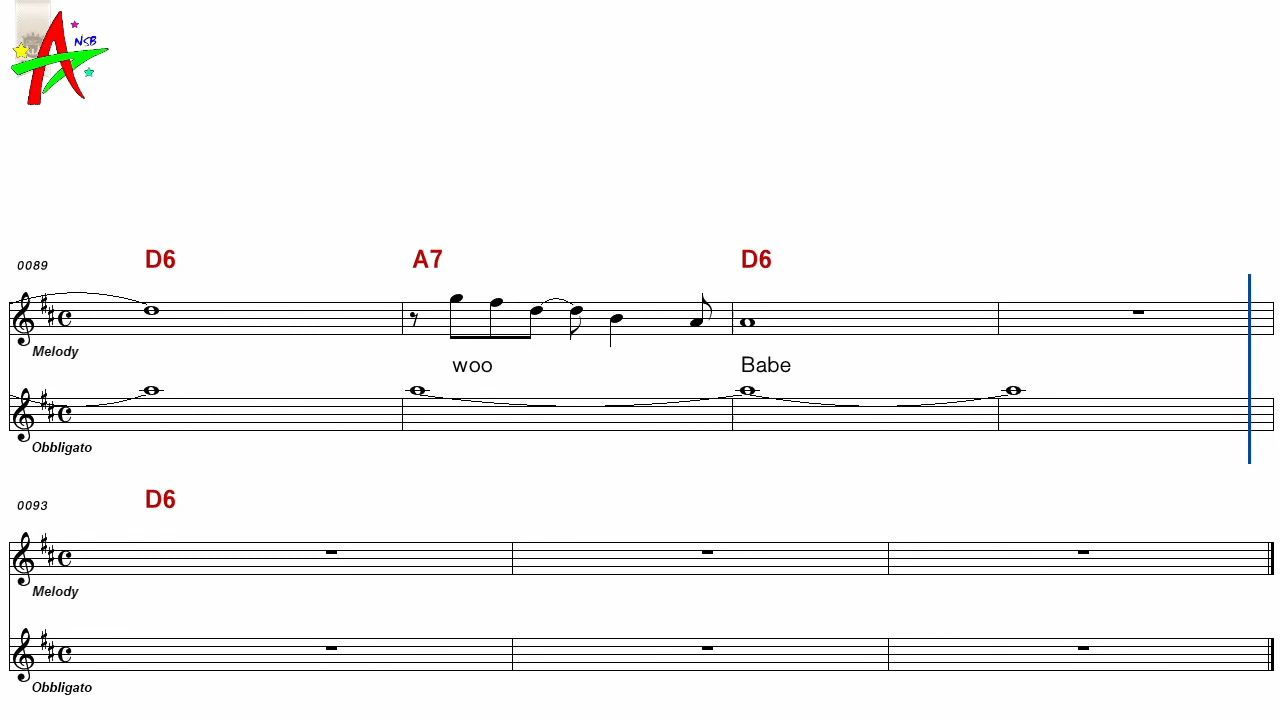 NSB
0089 D6 A7 D6
Melody
woo Babe
Obbligato
0093 D6
Melody
Obbligato